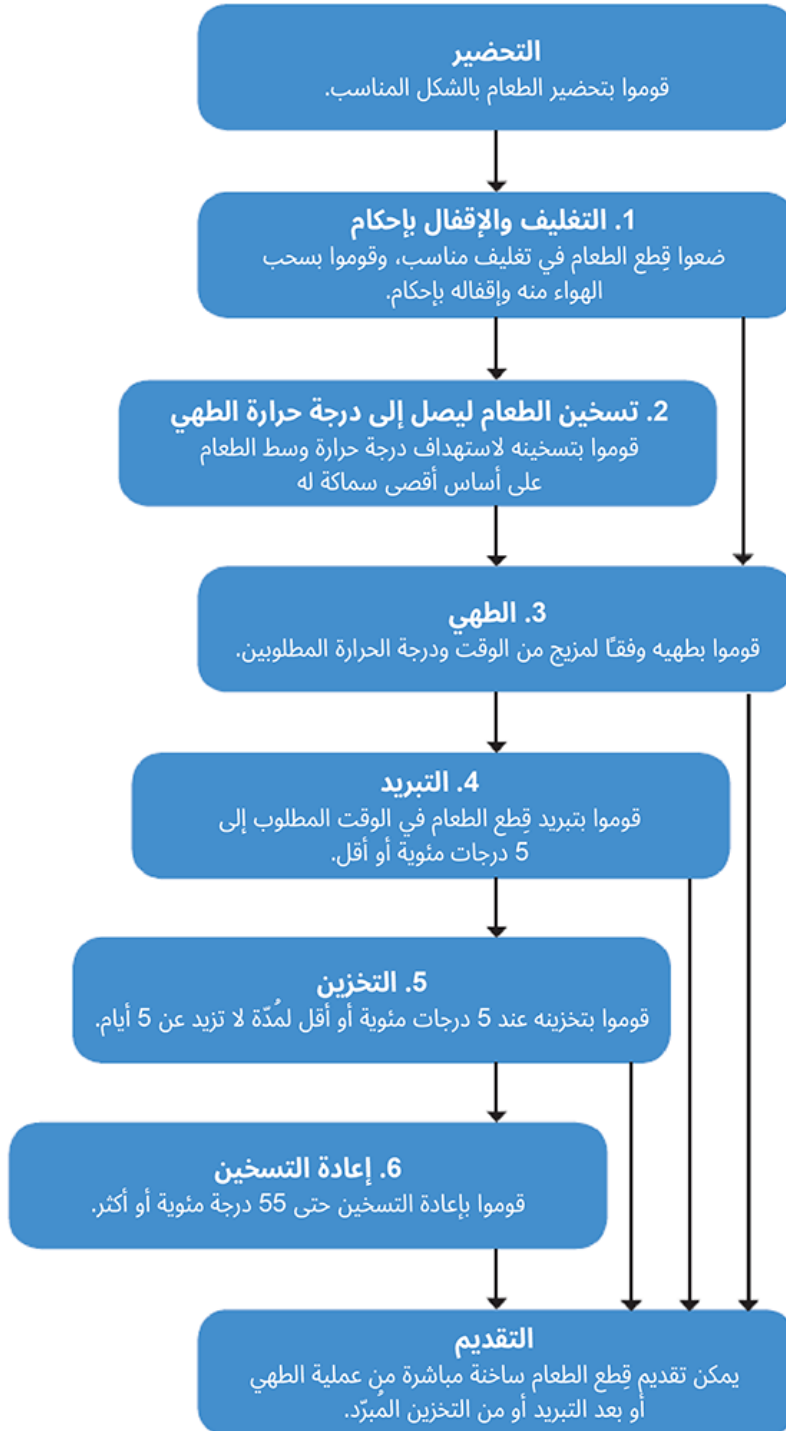 التحضير
قوموا بتحضير الطعام بالشكل المناسب.
1. التغليف والإقفال بإحكام
ضعوا قِطع الطعام في تغليف مناسب، وقوموا بسحب
الهواء منه وإقفاله بإحكام.
2. تسخين الطعام ليصل إلى درجة حرارة الطهي
قوموا بتسخينه لاستهداف درجة حرارة وسط الطعام
على أساس أقصى سماكة له
3. الطهي
قوموا بطهيه وفقًا لمزيج من الوقت ودرجة الحرارة المطلوبين.
4. التبريد
قوموا بتبريد قِطع الطعام في الوقت المطلوب إلى
5 درجات مئوية أو أقل.
5. التخزين
قوموا بتخزينه عند 5 درجات مئوية أو أقل لمُدّة لا تزيد عن 5 أيام.
6. إعادة التسخين
قوموا بإعادة التسخين حتى 55 درجة مئوية أو أكثر.
التقديم
يمكن تقديم قِطع الطعام ساخنة مباشرة من عملية الطهي
أو بعد التبريد أو من التخزين المُبرّد.